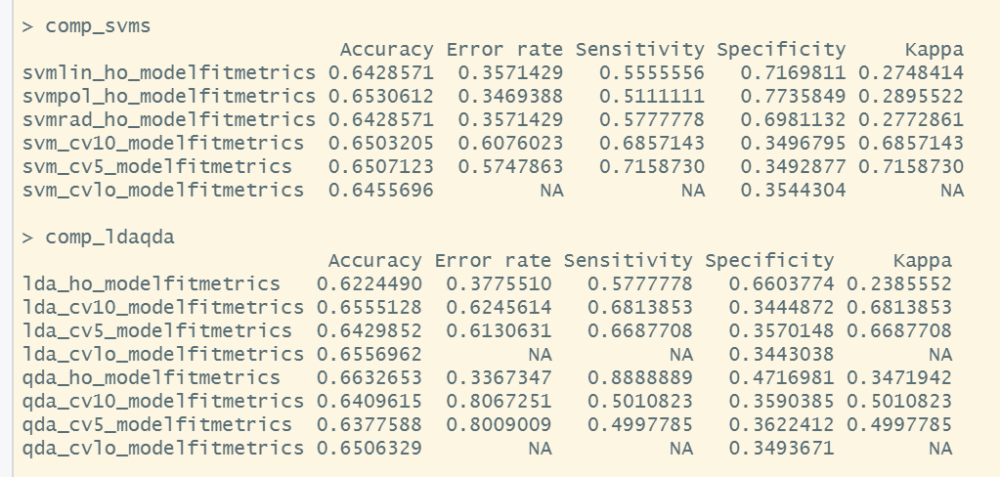 > comp_svms
                           Accuracy Error rate Sensitivity Specificity     Kappa
svmlin_ho_modelfitmetrics 0.6428571  0.3571429   0.5555556   0.7169811 0.2748414
svmpol_ho_modelfitmetrics 0.6530612  0.3469388   0.5111111   0.7735849 0.2895522
svmrad_ho_modelfitmetrics 0.6428571  0.3571429   0.5777778   0.6981132 0.2772861
svm_cv10_modelfitmetrics  0.6503205  0.6076023   0.6857143   0.3496795 0.6857143
svm_cv5_modelfitmetrics   0.6507123  0.5747863   0.7158730   0.3492877 0.7158730
svm_cvlo_modelfitmetrics  0.6455696         NA          NA   0.3544304        NA
> comp_ldaqda
                          Accuracy Error rate Sensitivity Specificity     Kappa
lda_ho_modelfitmetrics   0.6224490  0.3775510   0.5777778   0.6603774 0.2385552
lda_cv10_modelfitmetrics 0.6555128  0.6245614   0.6813853   0.3444872 0.6813853
lda_cv5_modelfitmetrics  0.6429852  0.6130631   0.6687708   0.3570148 0.6687708
lda_cvlo_modelfitmetrics 0.6556962         NA          NA   0.3443038        NA
qda_ho_modelfitmetrics   0.6632653  0.3367347   0.8888889   0.4716981 0.3471942
qda_cv10_modelfitmetrics 0.6409615  0.8067251   0.5010823   0.3590385 0.5010823
qda_cv5_modelfitmetrics  0.6377588  0.8009009   0.4997785   0.3622412 0.4997785
qda_cvlo_modelfitmetrics 0.6506329         NA          NA   0.3493671        NA